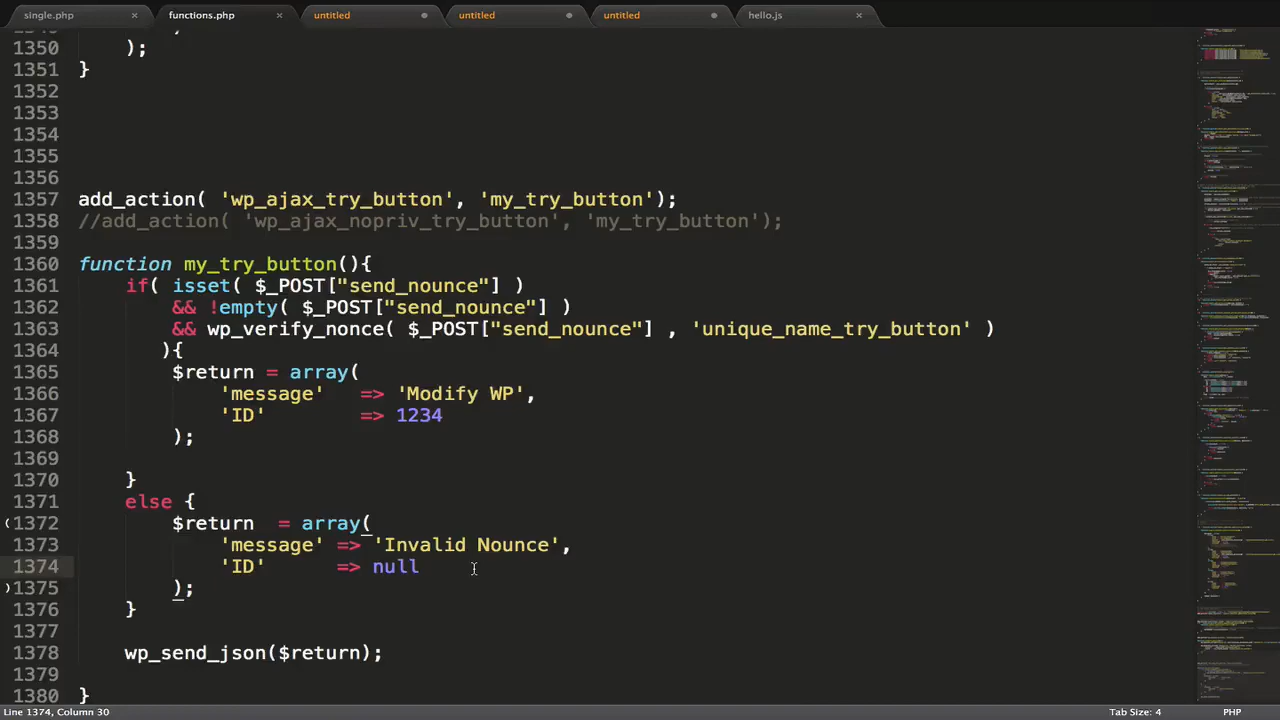 single.php × functions.php × untitled untitled untitled hello.js ×
1350 );
1351 }
1352
1353
1354
1355
1356
1357 add_action( 'wp_ajax_try_button', 'my_try_button');
1358 //add_action( 'wp_ajax_nopriv_try_button', 'my_try_button');
1359
1360 function my_try_button(){
1361 if( isset( $_POST["send_nounce"] )
1362 && !empty( $_POST["send_nounce"] )
1363 && wp_verify_nonce( $_POST["send_nounce"] , 'unique_name_try_button' )
1364 ){
1365 $return = array(
1366 'message' => 'Modify WP',
1367 'ID' => 1234
1368 );
1369
1370 }
1371 else {
1372 $return = array(
1373 'message' => 'Invalid Nounce',
1374 'ID' => null
1375 );
1376 }
1377
1378 wp_send_json($return);
1379
1380 }
Line 1374, Column 30 Tab Size: 4 PHP